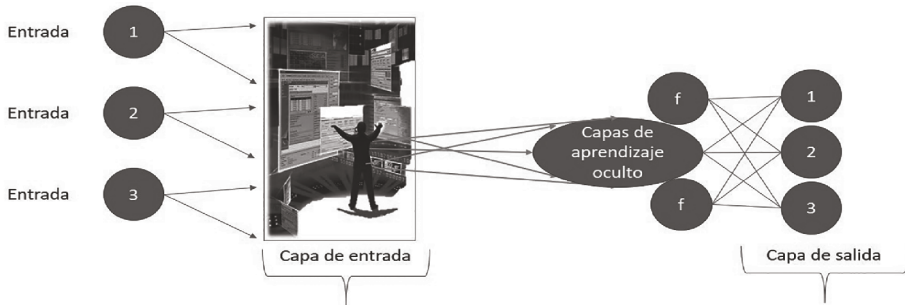 Entrada 1
Entrada 2
Entrada 3
Capa de entrada
f
Capas de
aprendizaje
oculto
f
1
2
3
Capa de salida